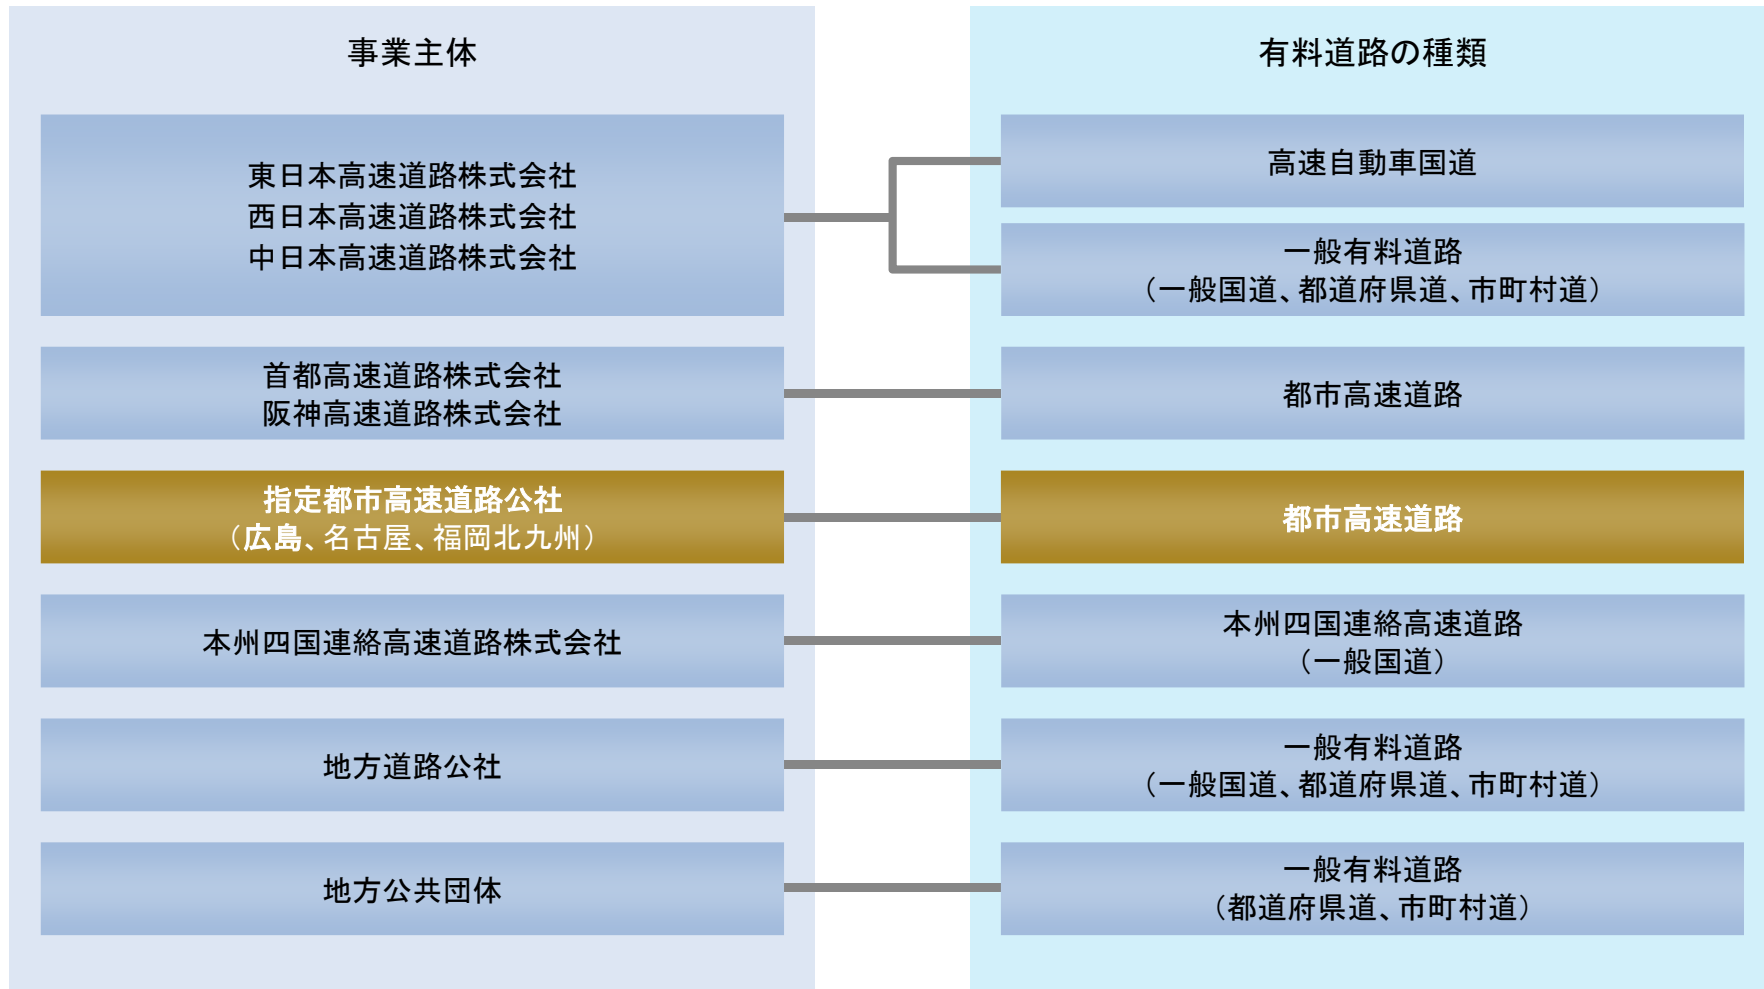 事業主体
東日本高速道路株式会社
西日本高速道路株式会社
中日本高速道路株式会社
首都高速道路株式会社
阪神高速道路株式会社
指定都市高速道路公社
（広島、名古屋、福岡北九州）
本州四国連絡高速道路株式会社
地方道路公社
地方公共団体
有料道路の種類
高速自動車国道
一般有料道路
（一般国道、都道府県道、市町村道）
都市高速道路
都市高速道路
本州四国連絡高速道路
（一般国道）
一般有料道路
（一般国道、都道府県道、市町村道）
一般有料道路
（都道府県道、市町村道）